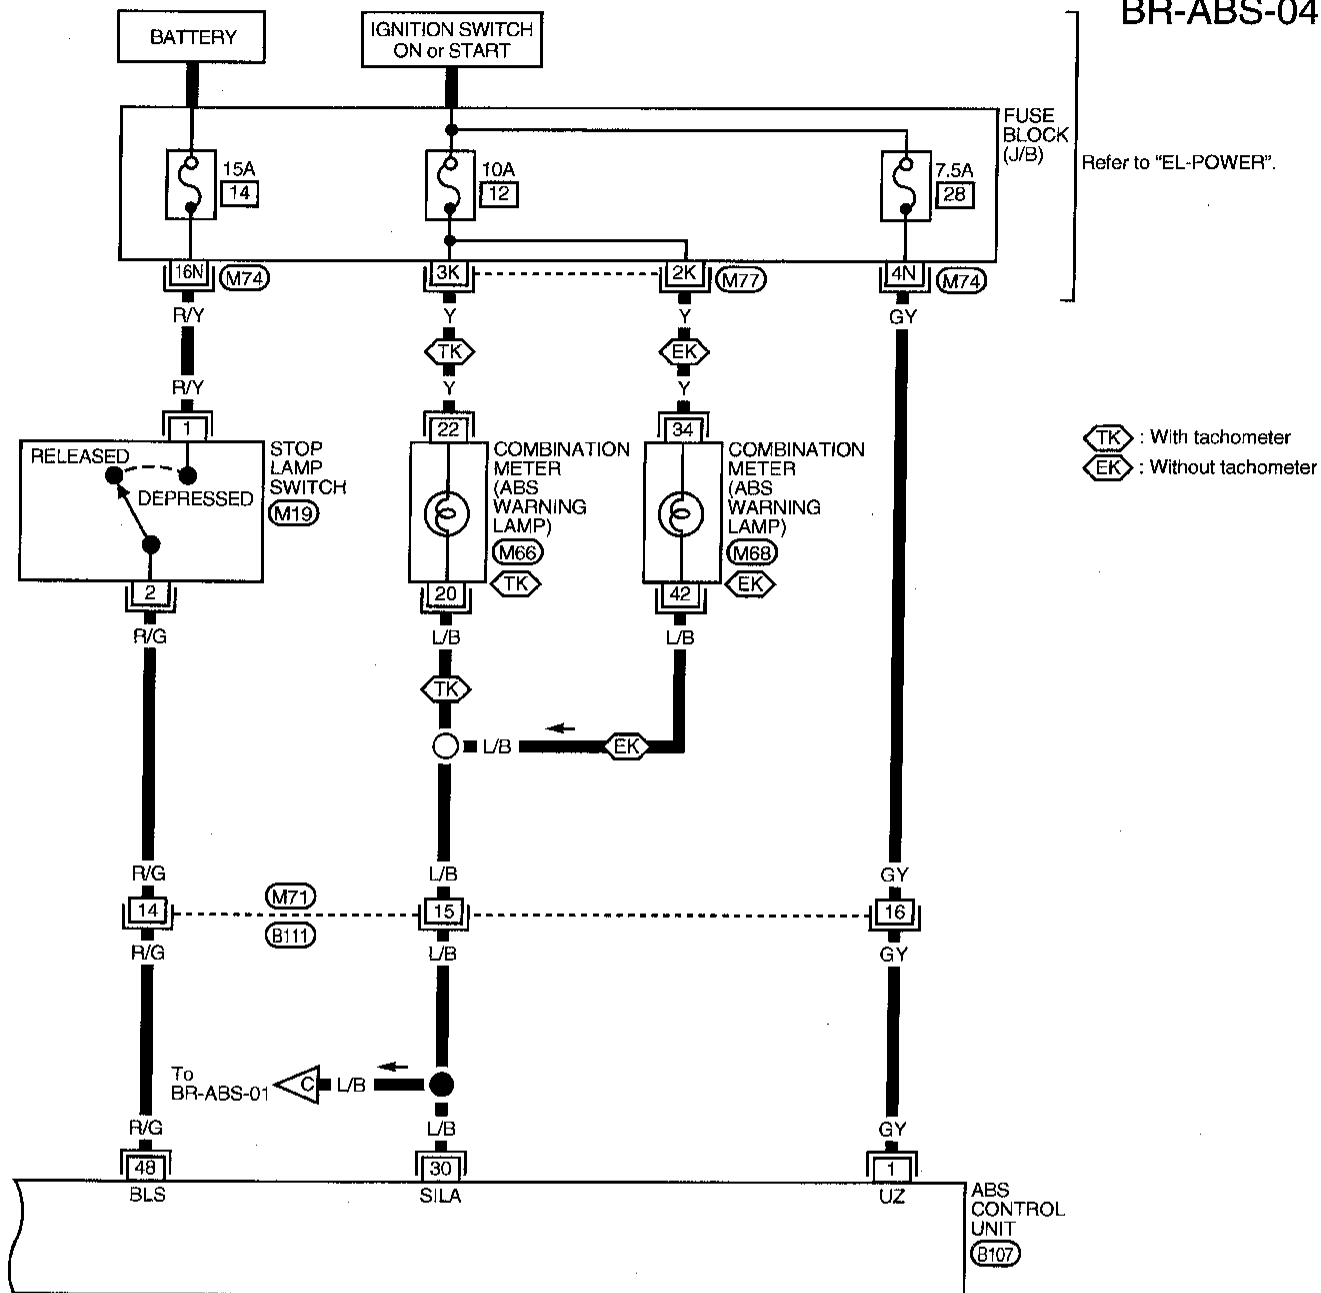 BR-ABS-04
BATTERY
IGNITION SWITCH
ON or START
FUSE
BLOCK
(J/B)
Refer to "EL-POWER".
15A
14
10A
12
7.5A
28
16N
M74
3K
2K
M77
4N
M74
R/Y
Y
Y
GY
TK
EK
R/Y
Y
Y
1
22
34
TK : With tachometer
EK : Without tachometer
RELEASED
DEPRESSED
STOP
LAMP
SWITCH
M19
COMBINATION
METER
(ABS
WARNING
LAMP)
M66
TK
COMBINATION
METER
(ABS
WARNING
LAMP)
M68
EK
2
20
42
R/G
L/B
L/B
TK
L/B
EK
R/G
L/B
GY
14
M71
B111
15
16
R/G
L/B
GY
To
BR-ABS-01
C
L/B
R/G
L/B
GY
48
30
1
BLS
SILA
UZ
ABS
CONTROL
UNIT
B107